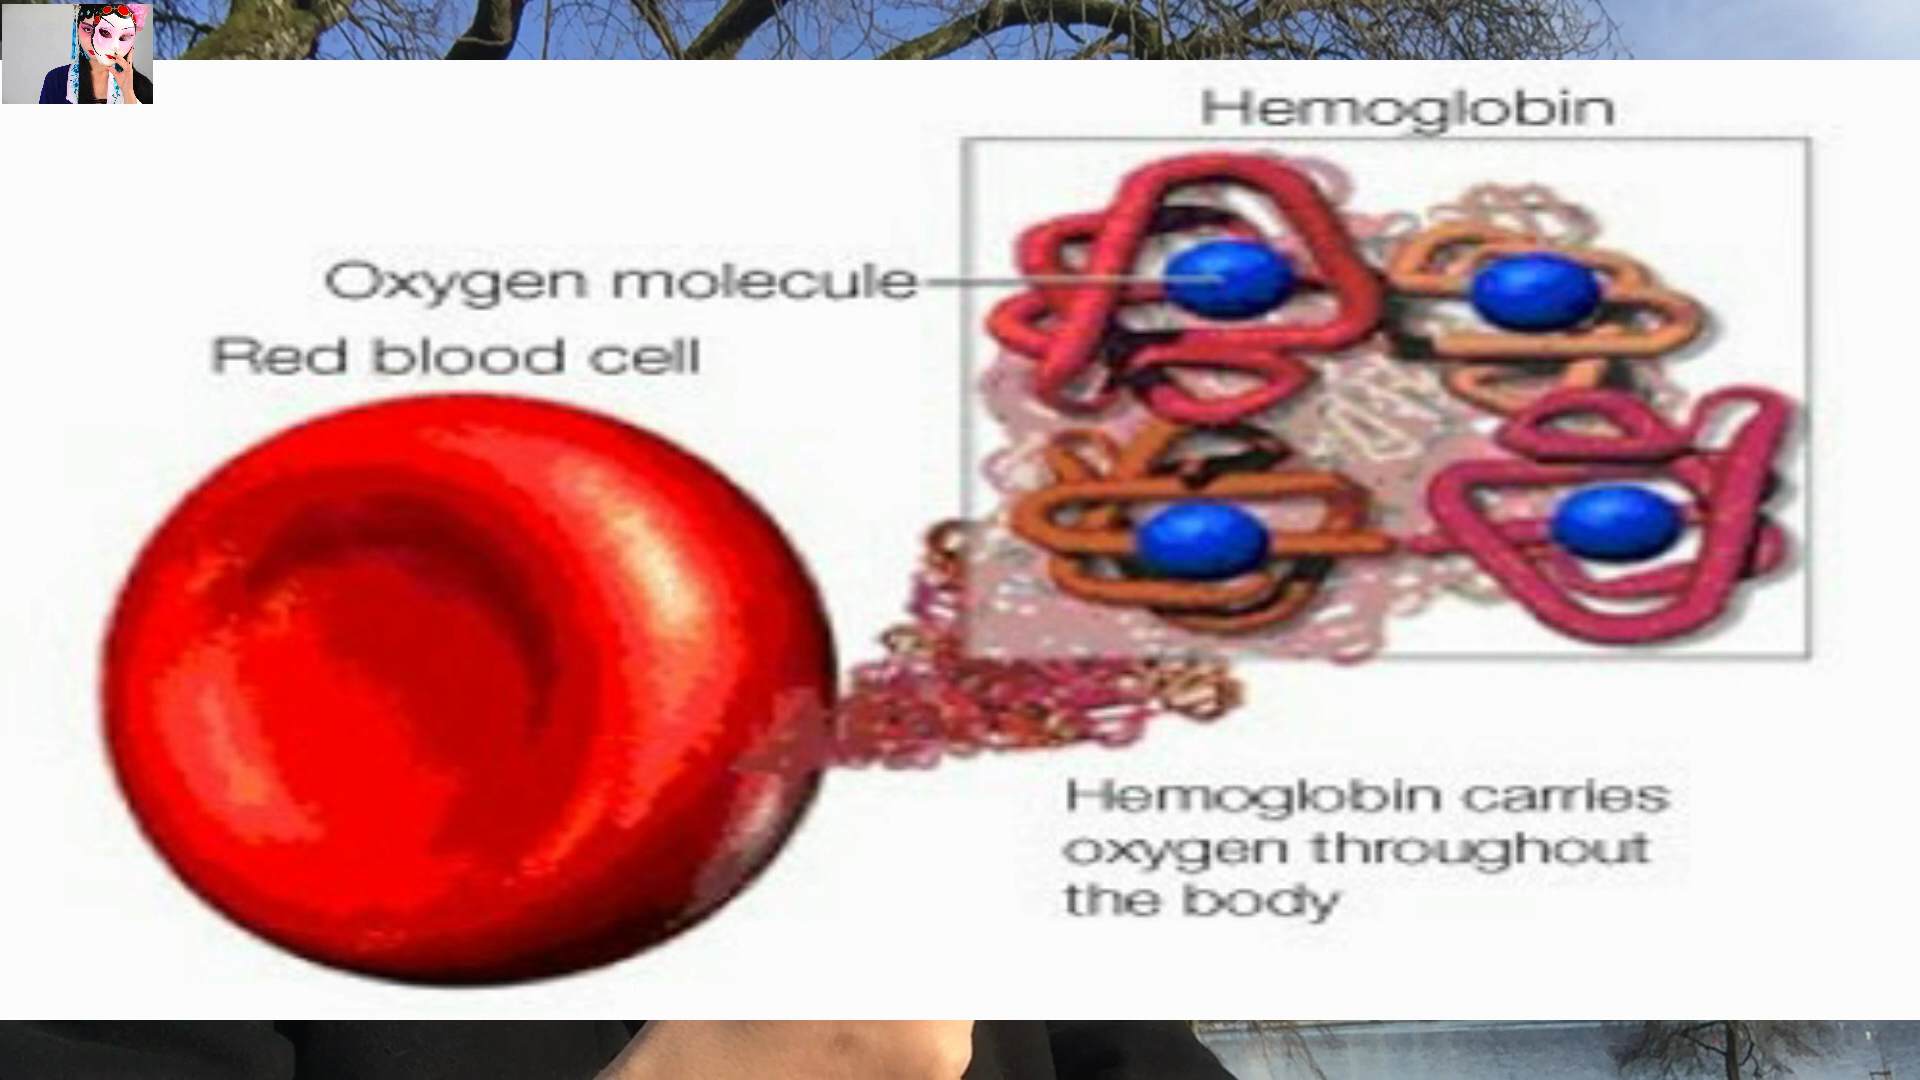 Hemoglobin
Oxygen molecule
Red blood cell
Hemoglobin carries
oxygen throughout
the body